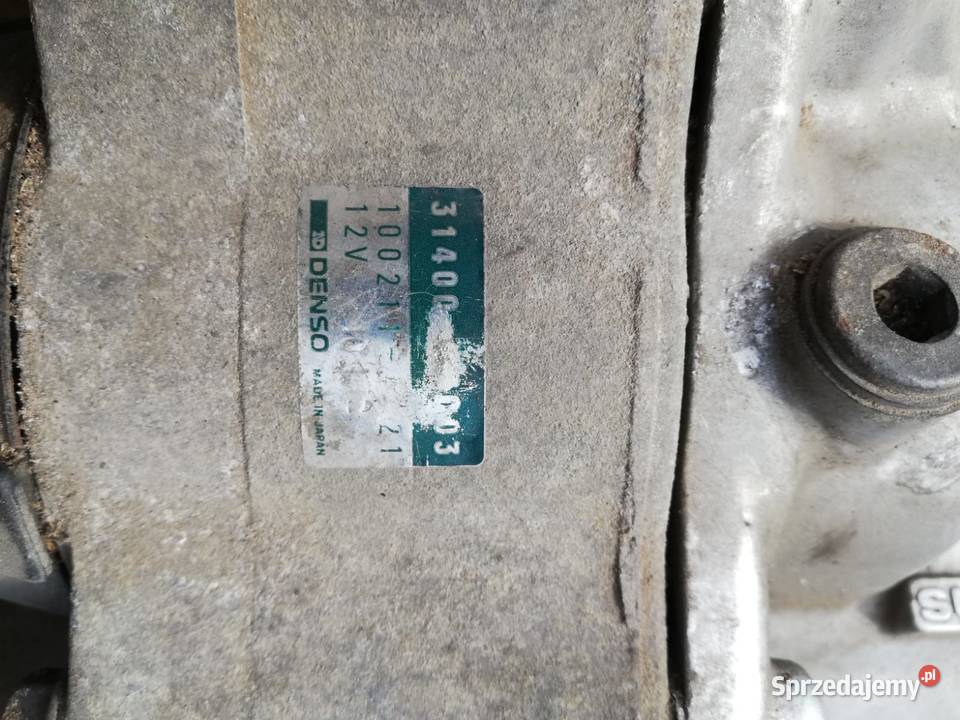 31400 003
100211- 21
12V
DENSO MADE IN JAPAN
Sprzedajemy.pl